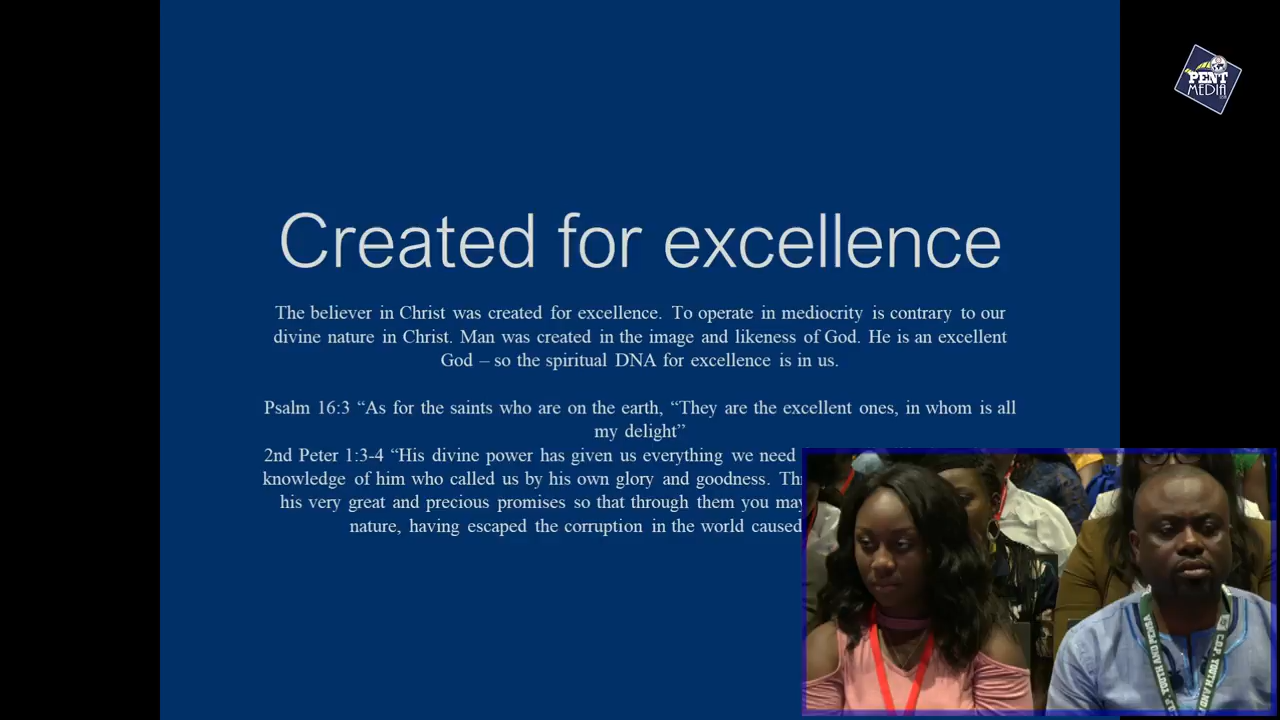 PENT
MEDIA
Created for excellence
The believer in Christ was created for excellence. To operate in mediocrity is contrary to our
divine nature in Christ. Man was created in the image and likeness of God. He is an excellent
God – so the spiritual DNA for excellence is in us.
Psalm 16:3 “As for the saints who are on the earth, “They are the excellent ones, in whom is all
my delight”
2nd Peter 1:3-4 “His divine power has given us everything we need
knowledge of him who called us by his own glory and goodness.
his very great and precious promises so that through them you may
nature, having escaped the corruption in the world caused
C.O.P. YOUTH AND PENSA
C.O.P. YOUTH AND